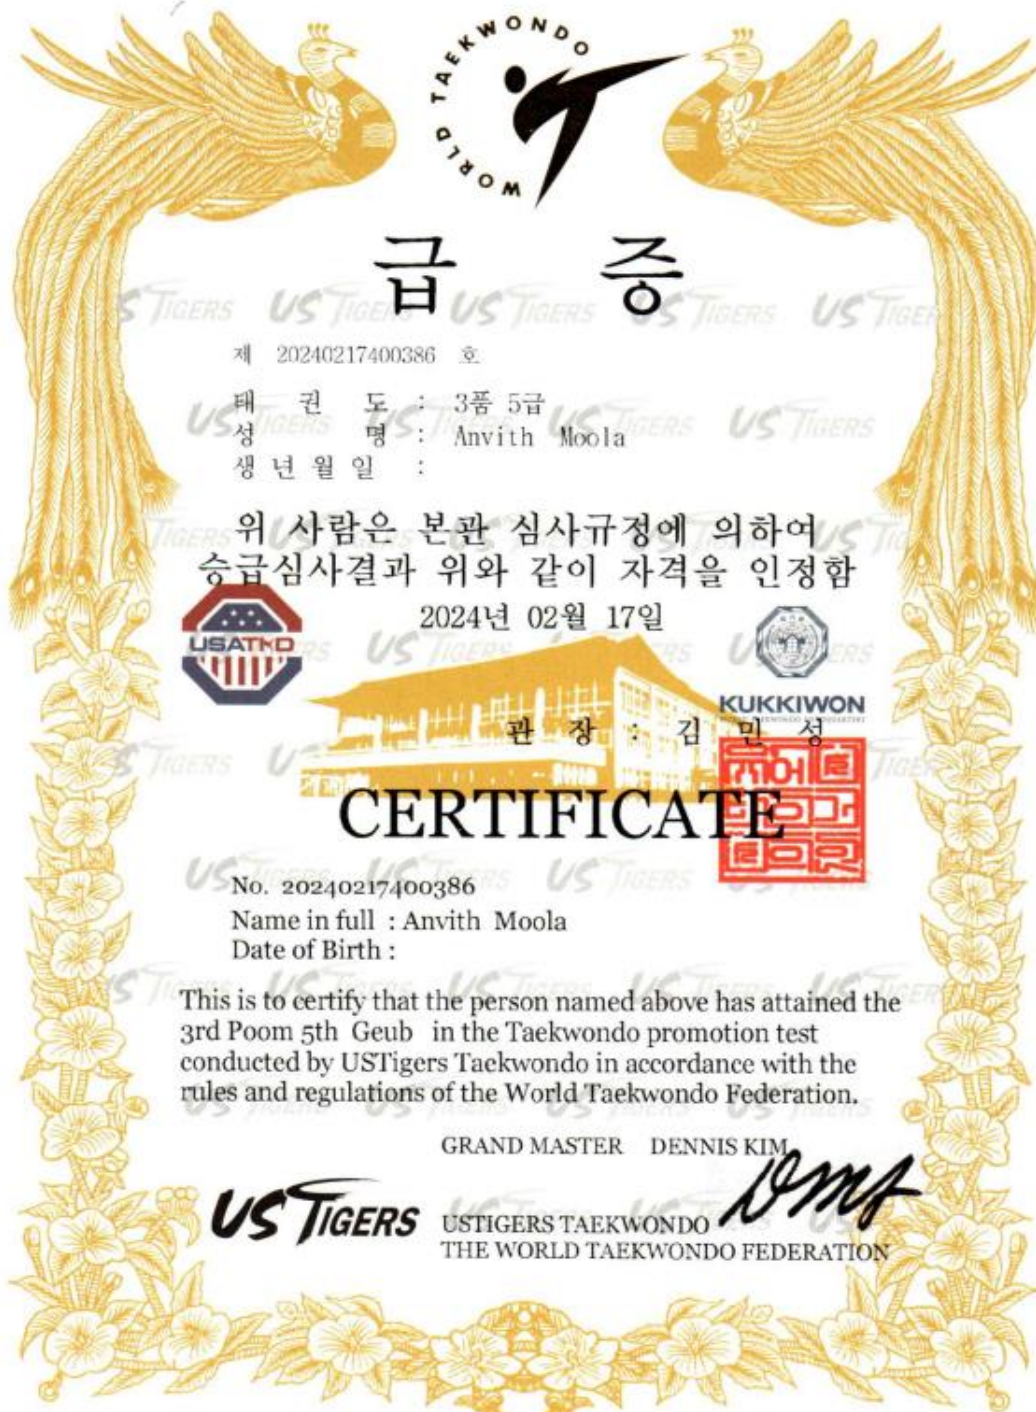 WORLD TAEKWONDO
급 증
제 20240217400386 호
태 권 도 : 3품 5급
성 명 : Anvith Moola
생 년 월 일 :
위 사람은 본관 심사규정에 의하여
승급심사결과 위와 같이 자격을 인정함
2024년 02월 17일
USATKD
KUKKIWON
관 장 : 김 민 성
CERTIFICATE
No. 20240217400386
Name in full : Anvith Moola
Date of Birth :
This is to certify that the person named above has attained the
3rd Poom 5th Geub in the Taekwondo promotion test
conducted by USTigers Taekwondo in accordance with the
rules and regulations of the World Taekwondo Federation.
GRAND MASTER DENNIS KIM
US TIGERS
USTIGERS TAEKWONDO
THE WORLD TAEKWONDO FEDERATION